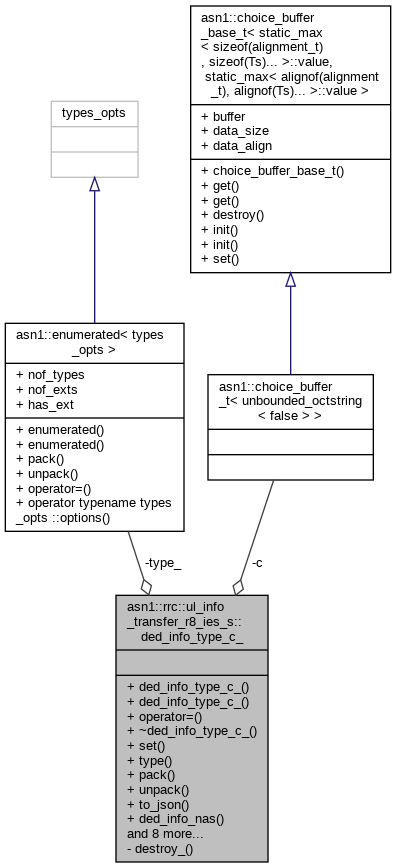 asn1::choice_buffer
_base_t< static_max
< sizeof(alignment_t)
, sizeof(Ts)... >::value,
static_max< alignof(alignment
_t), alignof(Ts)... >::value >
+ buffer
+ data_size
+ data_align
+ choice_buffer_base_t()
+ get()
+ get()
+ destroy()
+ init()
+ init()
+ set()
types_opts
asn1::enumerated< types
_opts >
+ nof_types
+ nof_exts
+ has_ext
+ enumerated()
+ enumerated()
+ pack()
+ unpack()
+ operator=()
+ operator typename types
_opts ::options()
asn1::choice_buffer
_t< unbounded_octstring
< false > >
-type_
-c
asn1::rrc::ul_info
_transfer_r8_ies_s::
ded_info_type_c_
+ ded_info_type_c_()
+ ded_info_type_c_()
+ operator=()
+ ~ded_info_type_c_()
+ set()
+ type()
+ pack()
+ unpack()
+ to_json()
+ ded_info_nas()
and 8 more...
- destroy_()